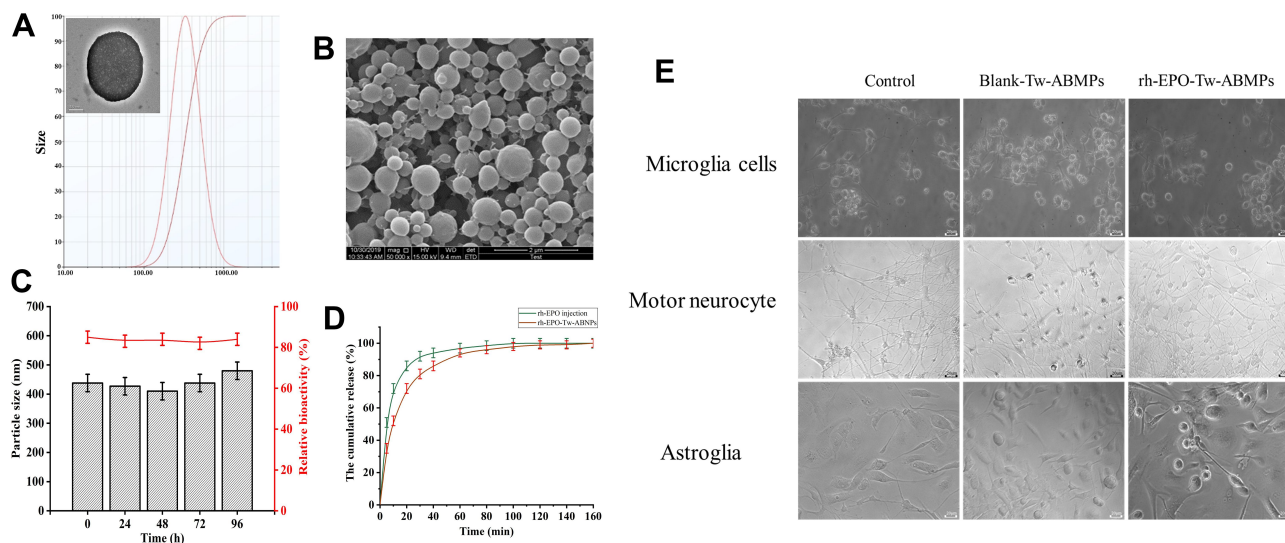 A
Size
100
90
80
70
60
50
40
30
20
10
0
10.00 100.00 1000.00
B
10/30/2019 mag HV WD det 2 μm
10:33:43 AM 50 000 x 15.00 kV 9.4 mm ETD Test
C
Particle size (nm)
700
600
500
400
300
200
100
0
0 24 48 72 96
Time (h)
100
80
60
40
20
0
Relative bioactivity (%)
D
rh-EPO injection
rh-EPO-Tw-ABNPs
The cumulative release (%)
100
80
60
40
20
0
0 20 40 60 80 100 120 140 160
Time (min)
E
Control Blank-Tw-ABMPs rh-EPO-Tw-ABMPs
Microglia cells
Motor neurocyte
Astroglia